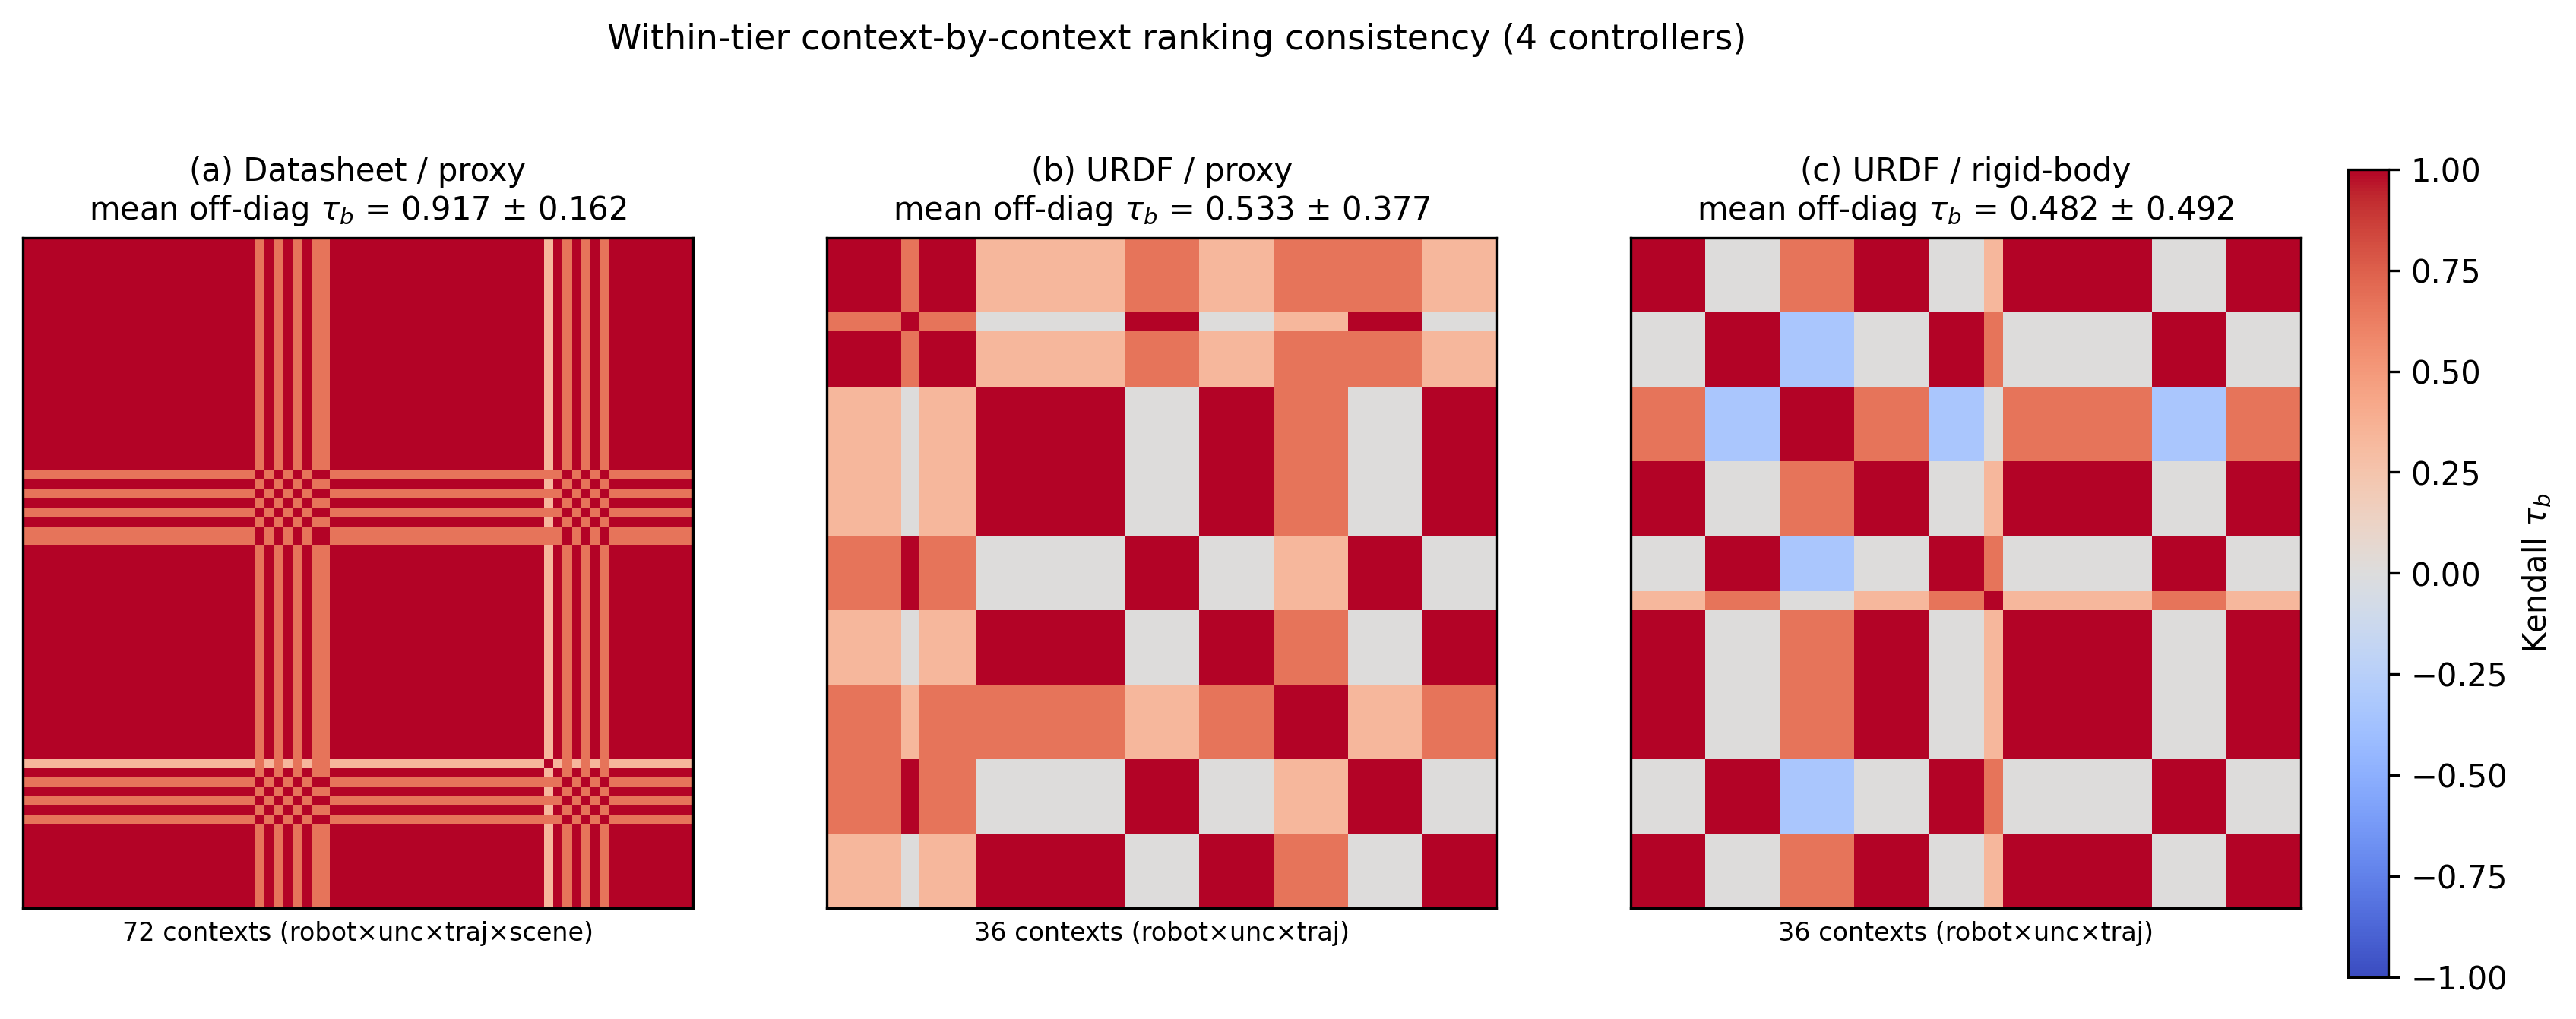 Within-tier context-by-context ranking consistency (4 controllers)
(a) Datasheet / proxy
mean off-diag τ_b = 0.917 ± 0.162
72 contexts (robot×unc×traj×scene)
(b) URDF / proxy
mean off-diag τ_b = 0.533 ± 0.377
36 contexts (robot×unc×traj)
(c) URDF / rigid-body
mean off-diag τ_b = 0.482 ± 0.492
36 contexts (robot×unc×traj)
1.00
0.75
0.50
0.25
0.00
−0.25
−0.50
−0.75
−1.00
Kendall τ_b